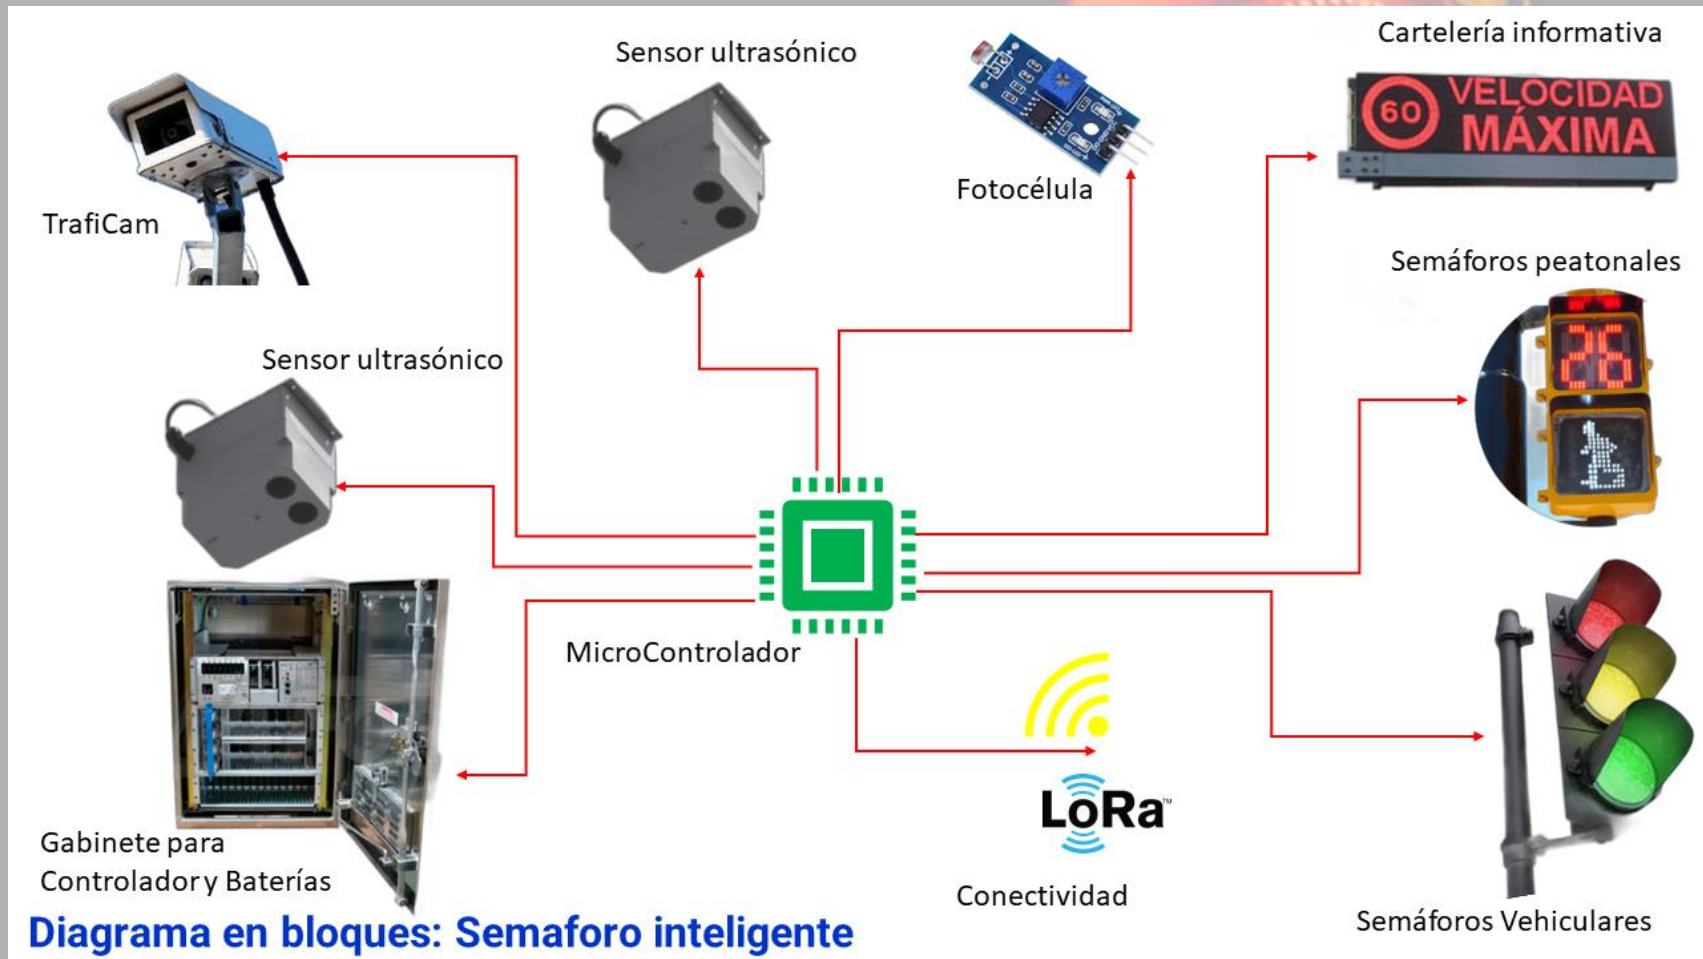 Sensor ultrasónico
Cartelería informativa
60
VELOCIDAD
MÁXIMA
TrafiCam
Fotocélula
Semáforos peatonales
26
Sensor ultrasónico
MicroControlador
LoRa™
Gabinete para
Controlador y Baterías
Conectividad
Semáforos Vehiculares
Diagrama en bloques: Semaforo inteligente